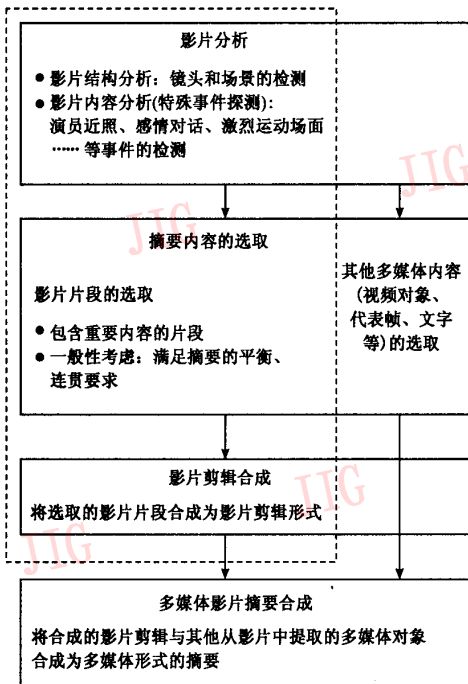 影片分析
● 影片结构分析：镜头和场景的检测
● 影片内容分析(特殊事件探测)：
演员近照、感情对话、激烈运动场面
…… 等事件的检测
摘要内容的选取
影片片段的选取
● 包含重要内容的片段
● 一般性考虑：满足摘要的平衡、
连贯要求
其他多媒体内容
(视频对象、
代表帧、文字
等)的选取
影片剪辑合成
将选取的影片片段合成为影片剪辑形式
多媒体影片摘要合成
将合成的影片剪辑与其他从影片中提取的多媒体对象
合成为多媒体形式的摘要
JIG
JIG
JIG
JIG